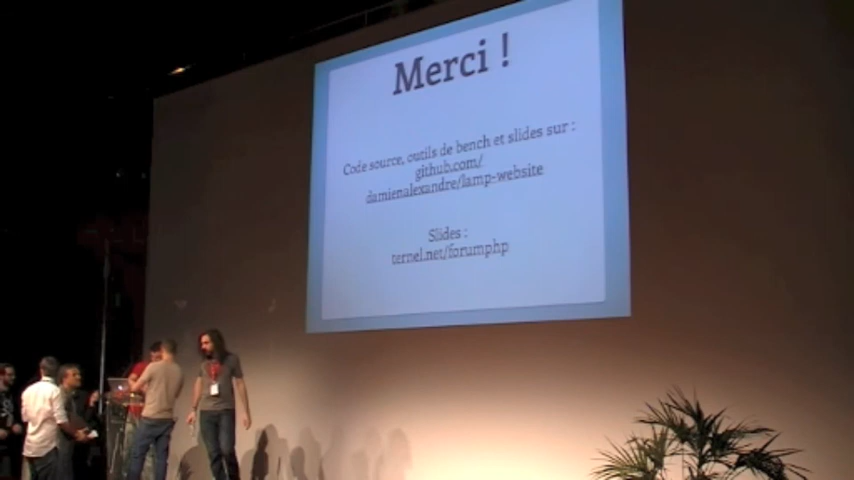 Merci !
Code source, outils de bench et slides sur :
github.com/
damienalexandre/lamp-website
Slides :
ternel.net/forumphp